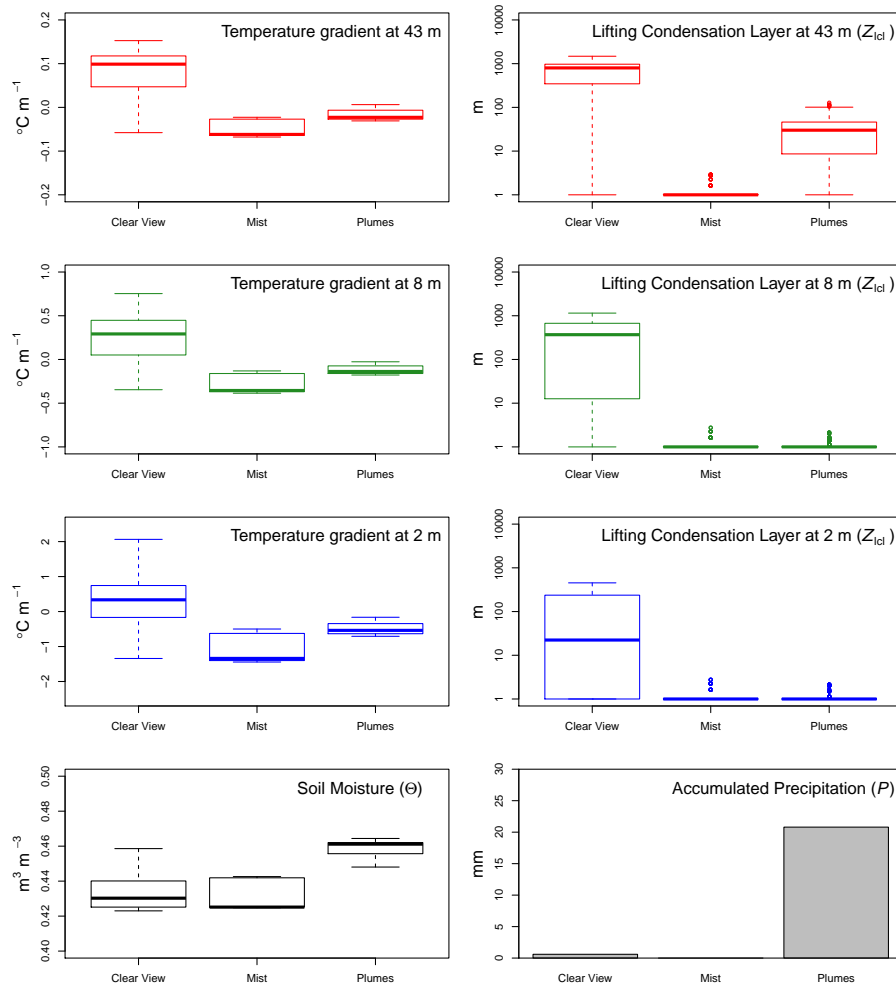 Temperature gradient at 43 m
°C m⁻¹
0.2
0.1
0.0
-0.1
-0.2
Clear View Mist Plumes
Lifting Condensation Layer at 43 m (Zlcl )
m
10000
1000
100
10
1
Clear View Mist Plumes
Temperature gradient at 8 m
°C m⁻¹
1.0
0.5
0.0
-0.5
-1.0
Clear View Mist Plumes
Lifting Condensation Layer at 8 m (Zlcl )
m
10000
1000
100
10
1
Clear View Mist Plumes
Temperature gradient at 2 m
°C m⁻¹
2
1
0
-1
-2
Clear View Mist Plumes
Lifting Condensation Layer at 2 m (Zlcl )
m
10000
1000
100
10
1
Clear View Mist Plumes
Soil Moisture (Θ)
m³ m⁻³
0.50
0.48
0.46
0.44
0.42
0.40
Clear View Mist Plumes
Accumulated Precipitation (P)
mm
30
25
20
15
10
5
0
Clear View Mist Plumes